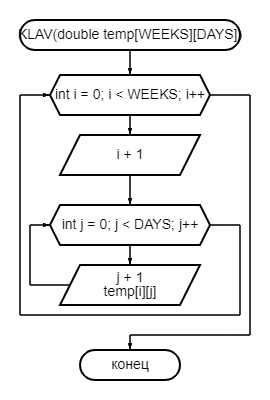 KLAV(double temp[WEEKS][DAYS]
int i = 0; i < WEEKS; i++
i + 1
int j = 0; j < DAYS; j++
j + 1
temp[i][j]
конец